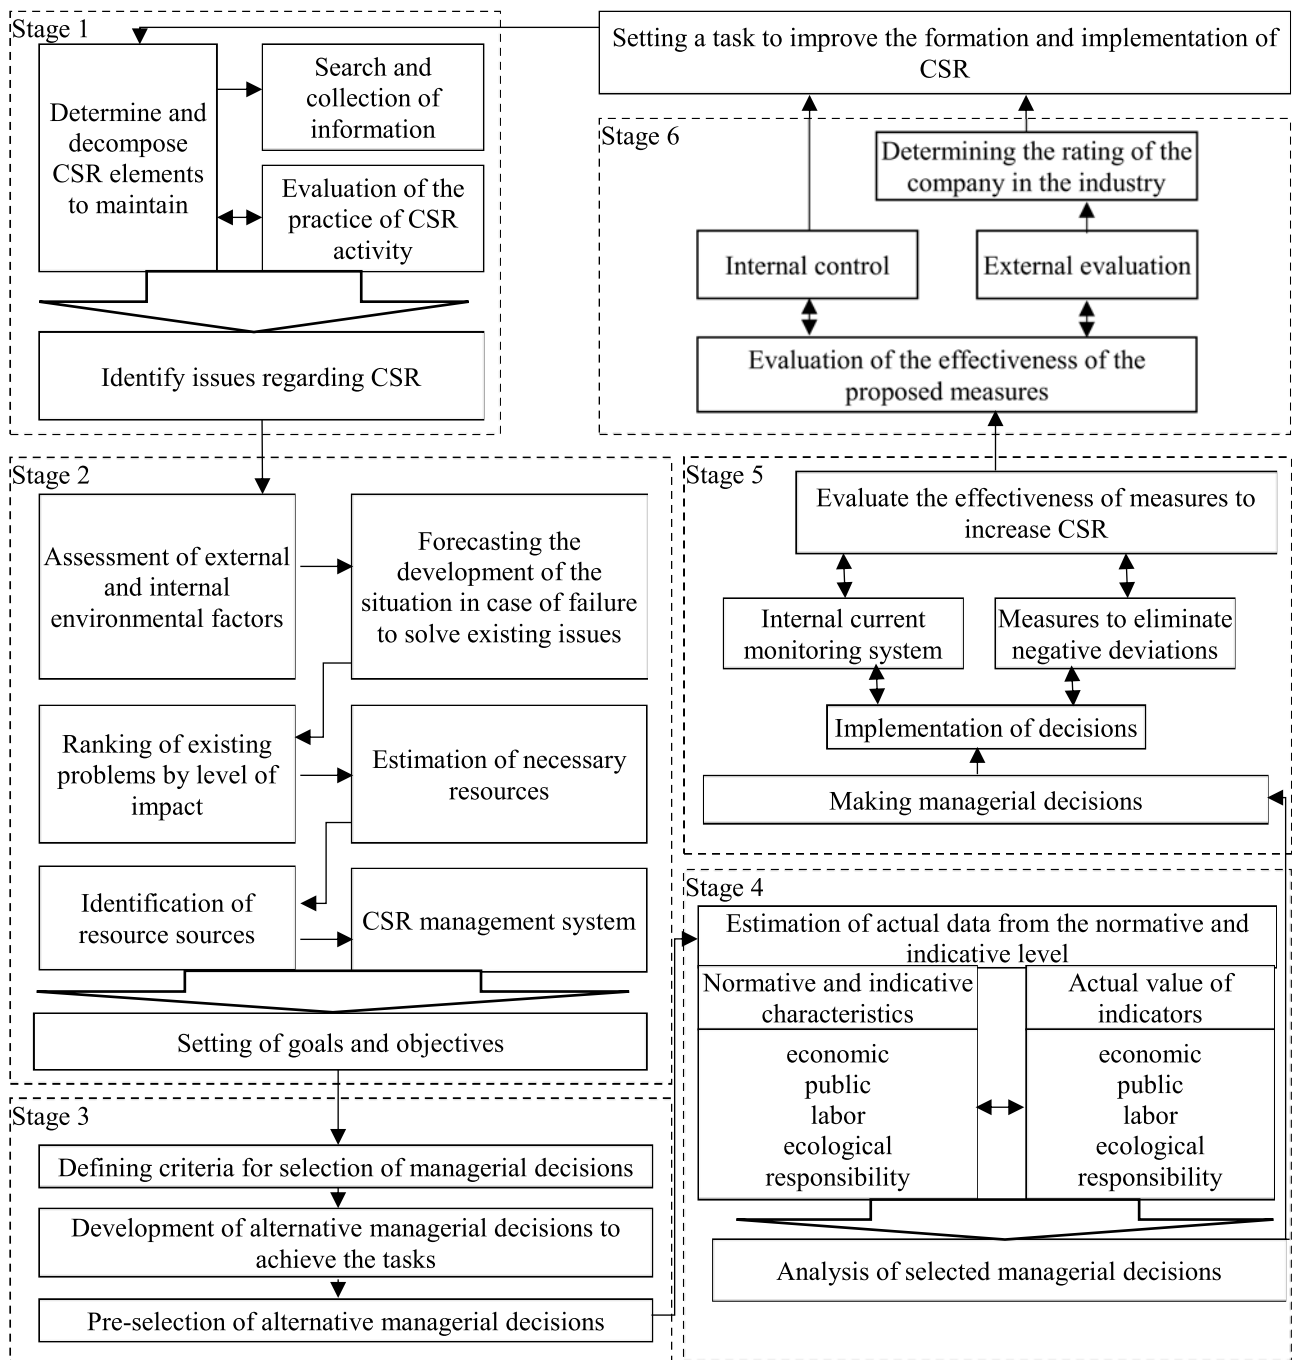 Stage 1
Determine and
decompose
CSR elements
to maintain
Search and
collection of
information
Evaluation of the
practice of CSR
activity
Identify issues regarding CSR
Setting a task to improve the formation and implementation of
CSR
Stage 6
Determining the rating of the
company in the industry
Internal control
External evaluation
Evaluation of the effectiveness of the
proposed measures
Stage 2
Assessment of external
and internal
environmental factors
Forecasting the
development of the
situation in case of failure
to solve existing issues
Ranking of existing
problems by level of
impact
Estimation of necessary
resources
Identification of
resource sources
CSR management system
Setting of goals and objectives
Stage 5
Evaluate the effectiveness of measures to
increase CSR
Internal current
monitoring system
Measures to eliminate
negative deviations
Implementation of decisions
Making managerial decisions
Stage 3
Defining criteria for selection of managerial decisions
Development of alternative managerial decisions to
achieve the tasks
Pre-selection of alternative managerial decisions
Stage 4
Estimation of actual data from the normative and
indicative level
Normative and indicative
characteristics
economic
public
labor
ecological
responsibility
Actual value of
indicators
economic
public
labor
ecological
responsibility
Analysis of selected managerial decisions